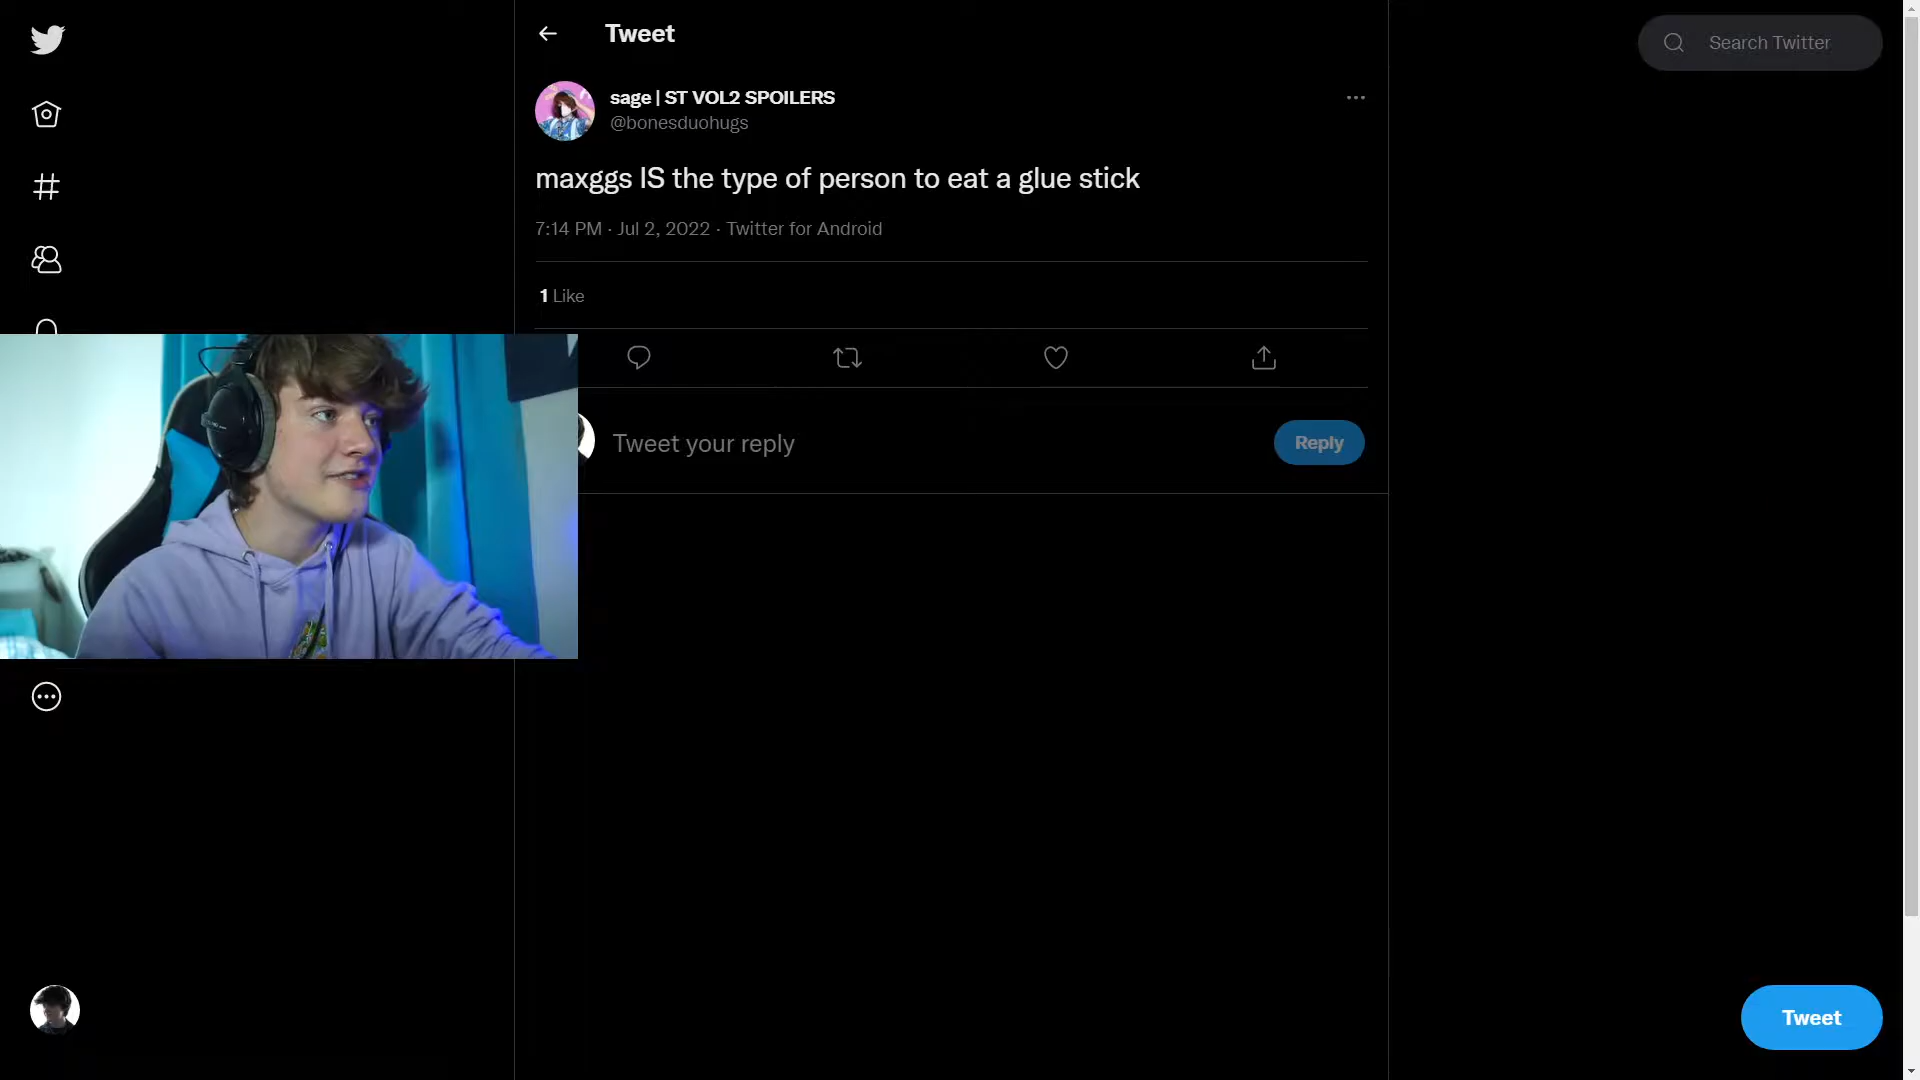 Tweet
Search Twitter
sage | ST VOL2 SPOILERS
@bonesduohugs
maxggs IS the type of person to eat a glue stick
7:14 PM · Jul 2, 2022 · Twitter for Android
1 Like
Tweet your reply
Reply
Tweet